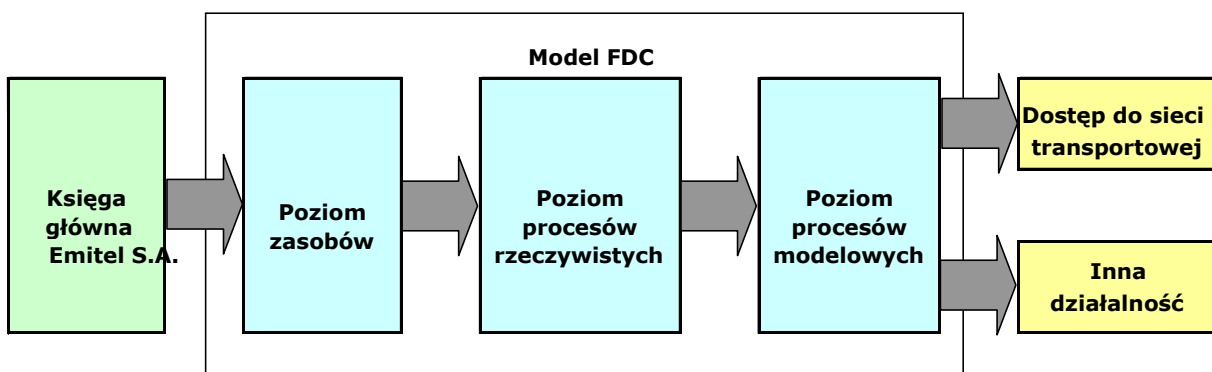 Model FDC
Księga
główna
Emitel S.A.
Poziom
zasobów
Poziom
procesów
rzeczywistych
Poziom
procesów
modelowych
Dostęp do sieci
transportowej
Inna
działalność